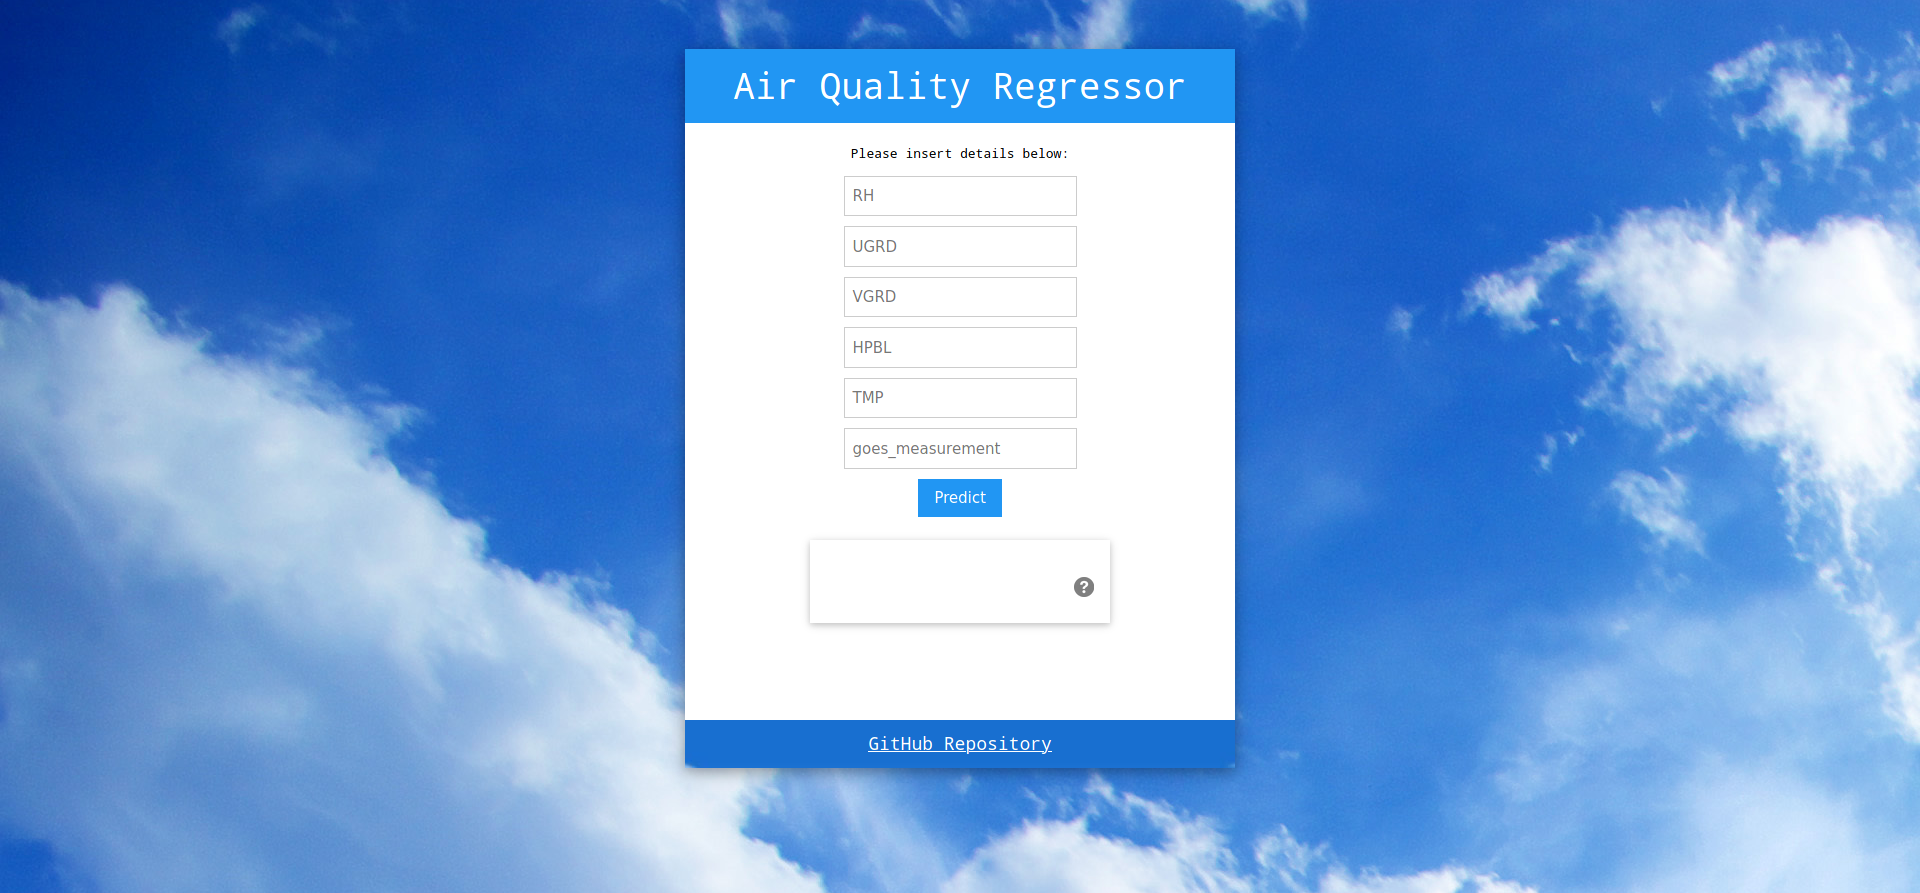 Air Quality Regressor
Please insert details below:
RH
UGRD
VGRD
HPBL
TMP
goes_measurement
Predict
?
GitHub Repository